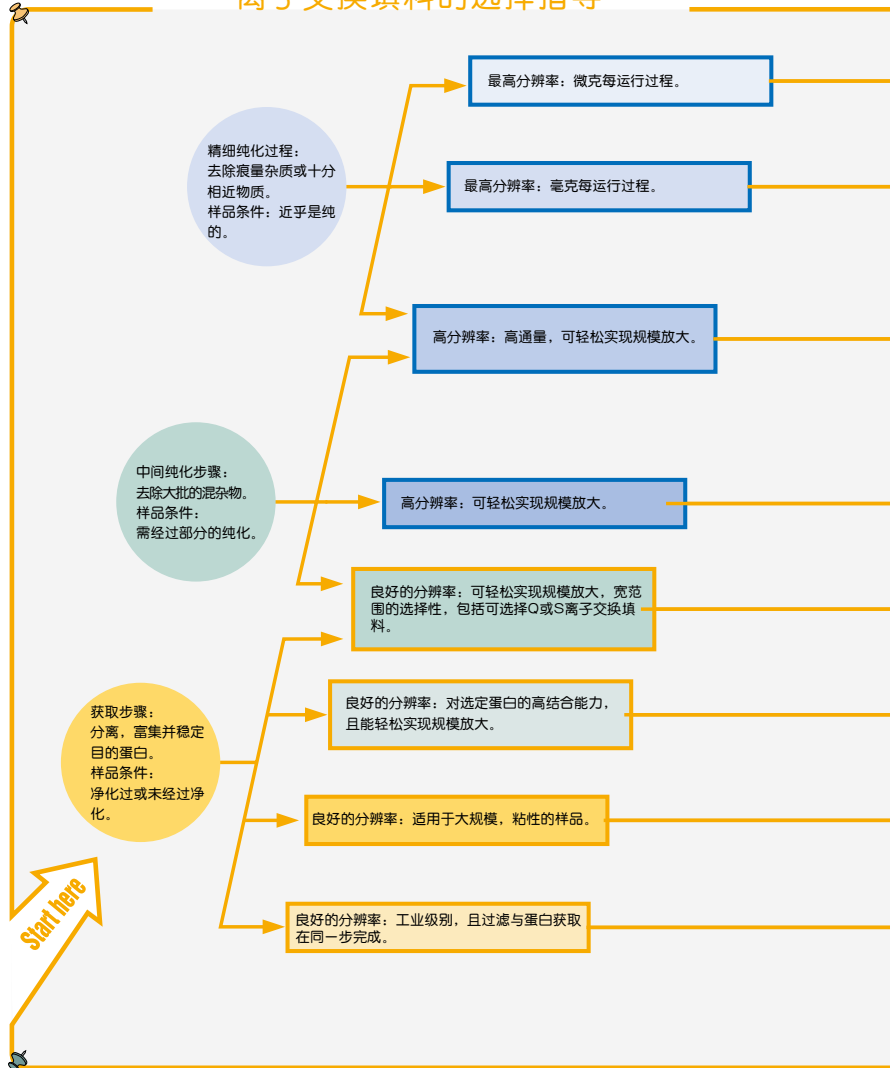 离子交换填料的选择指导
最高分辨率：微克每运行过程。
精细纯化过程：
去除痕量杂质或十分
相近物质。
样品条件：近乎是纯
的。
最高分辨率：毫克每运行过程。
高分辨率：高通量，可轻松实现规模放大。
中间纯化步骤：
去除大批的混杂物。
样品条件：
需经过部分的纯化。
高分辨率：可轻松实现规模放大。
良好的分辨率：可轻松实现规模放大，宽范
围的选择性，包括可选择Q或S离子交换填
料。
获取步骤：
分离，富集并稳定
目的蛋白。
样品条件：
净化过或未经过净
化。
良好的分辨率：对选定蛋白的高结合能力，
且能轻松实现规模放大。
良好的分辨率：适用于大规模，粘性的样品。
良好的分辨率：工业级别，且过滤与蛋白获取
在同一步完成。
Start here